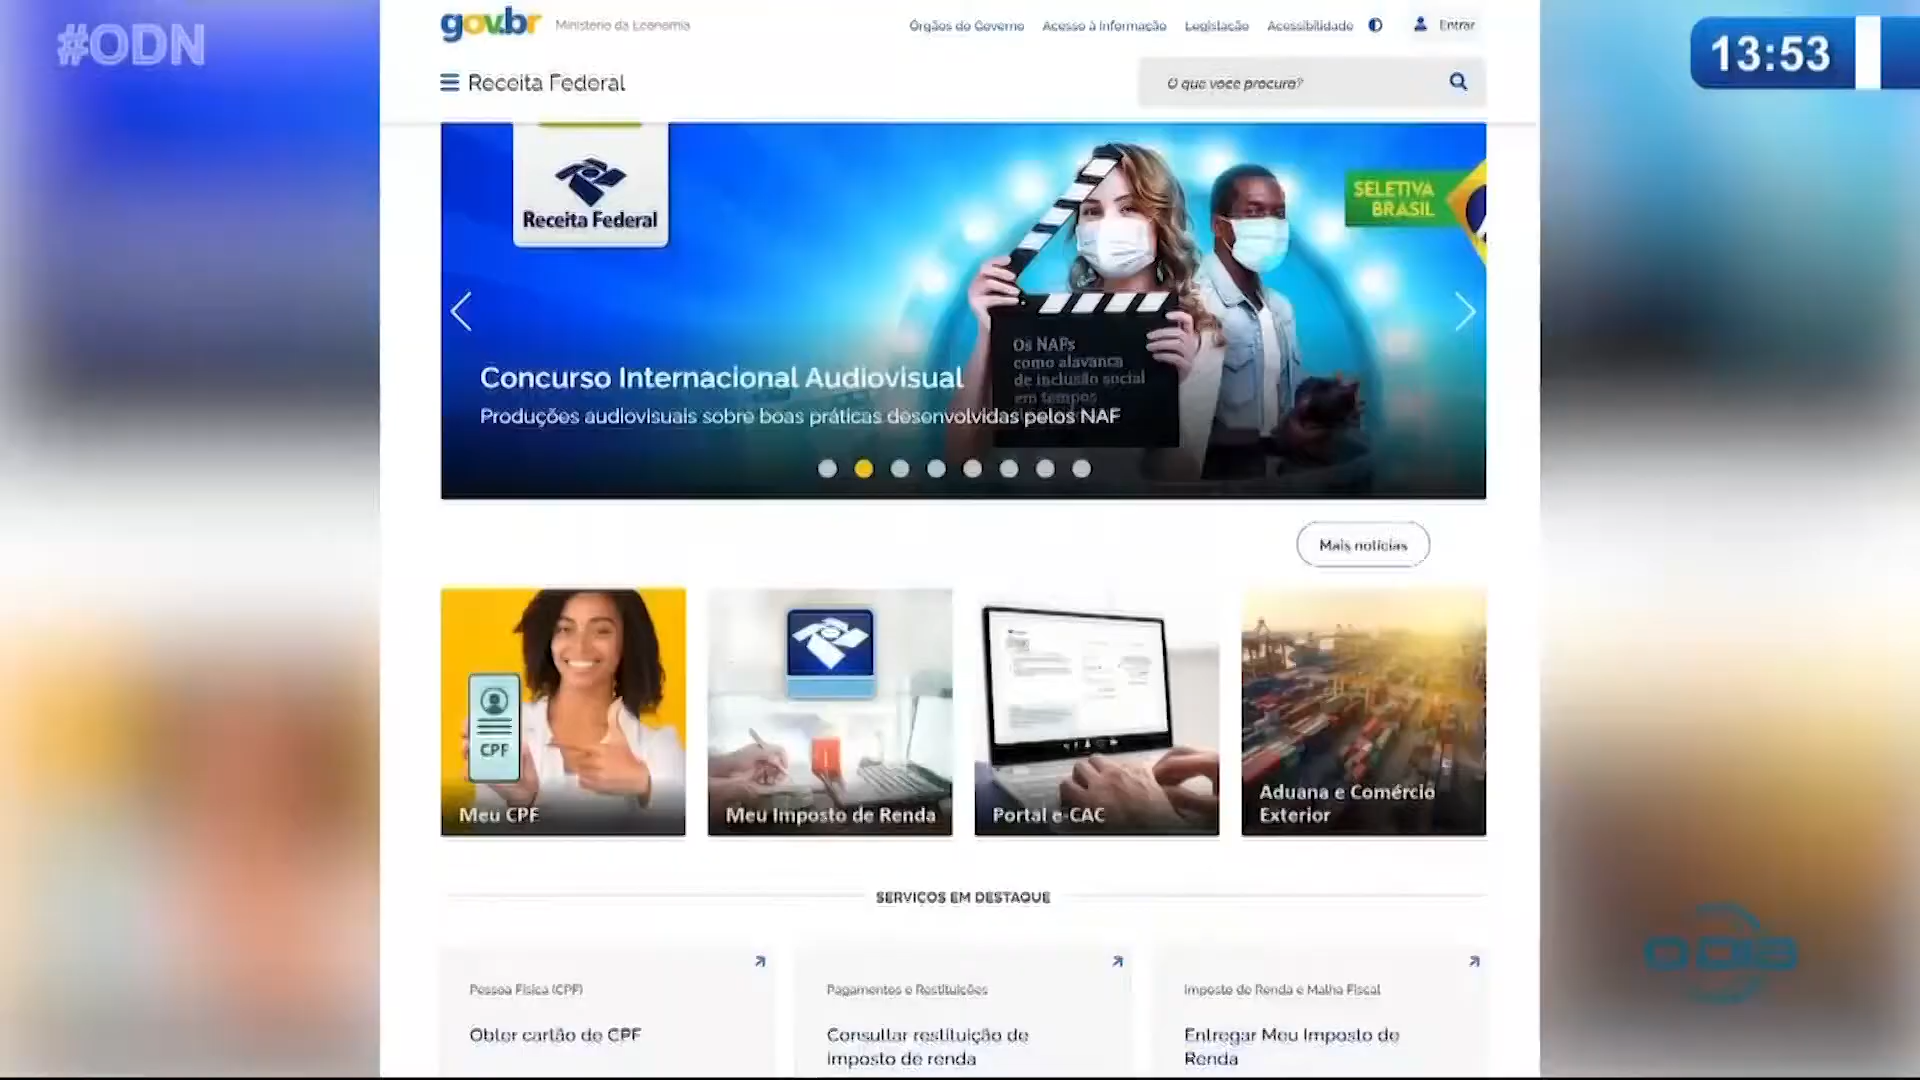 #ODN
13:53
gov.br
Ministério da Economia
Órgãos do Governo
Acesso à Informação
Legislação
Acessibilidade
Entrar
Receita Federal
O que você procura?
Receita Federal
SELETIVA
BRASIL
Os NAFs
como alavanca
de inclusão social
em tempos
Concurso Internacional Audiovisual
Produções audiovisuais sobre boas práticas desenvolvidas pelos NAF
Mais notícias
CPF
Meu CPF
Meu Imposto de Renda
Portal e-CAC
Aduana e Comércio
Exterior
SERVIÇOS EM DESTAQUE
Pessoa Física (CPF)
Obter cartão do CPF
Pagamentos e Restituições
Consultar restituição de
imposto de renda
Imposto de Renda e Malha Fiscal
Entregar Meu Imposto de
Renda
O DIA